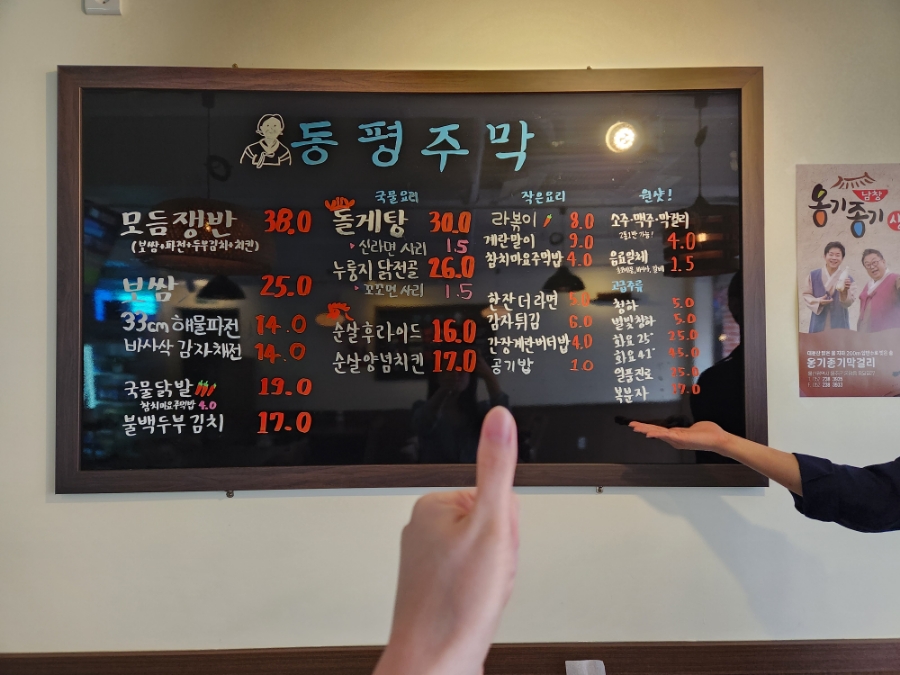 동평주막
모듬쟁반 38.0
(보쌈+파전+두부김치+치킨)
보쌈 25.0
33cm 해물파전 14.0
바사삭 감자채전 14.0
국물닭발 19.0
참치마요주먹밥 4.0
불백두부김치 17.0
국물요리
돌게탕 30.0
신라면 사리 1.5
누룽지 닭전골 26.0
꼬꼬면 사리 1.5
순살후라이드 16.0
순살양념치킨 17.0
작은요리
라볶이 8.0
계란말이 9.0
참치마요주먹밥 4.0
한잔 더 라면 5.0
감자튀김 6.0
간장계란버터밥 4.0
공기밥 1.0
원샷!
소주·맥주·막걸리
4.0
음료일체 1.5
고급주류
청하 5.0
별빛청하 5.0
화요 25° 25.0
화요 41° 45.0
일품진로 25.0
복분자
남창
옹기종기
옹기종기막걸리